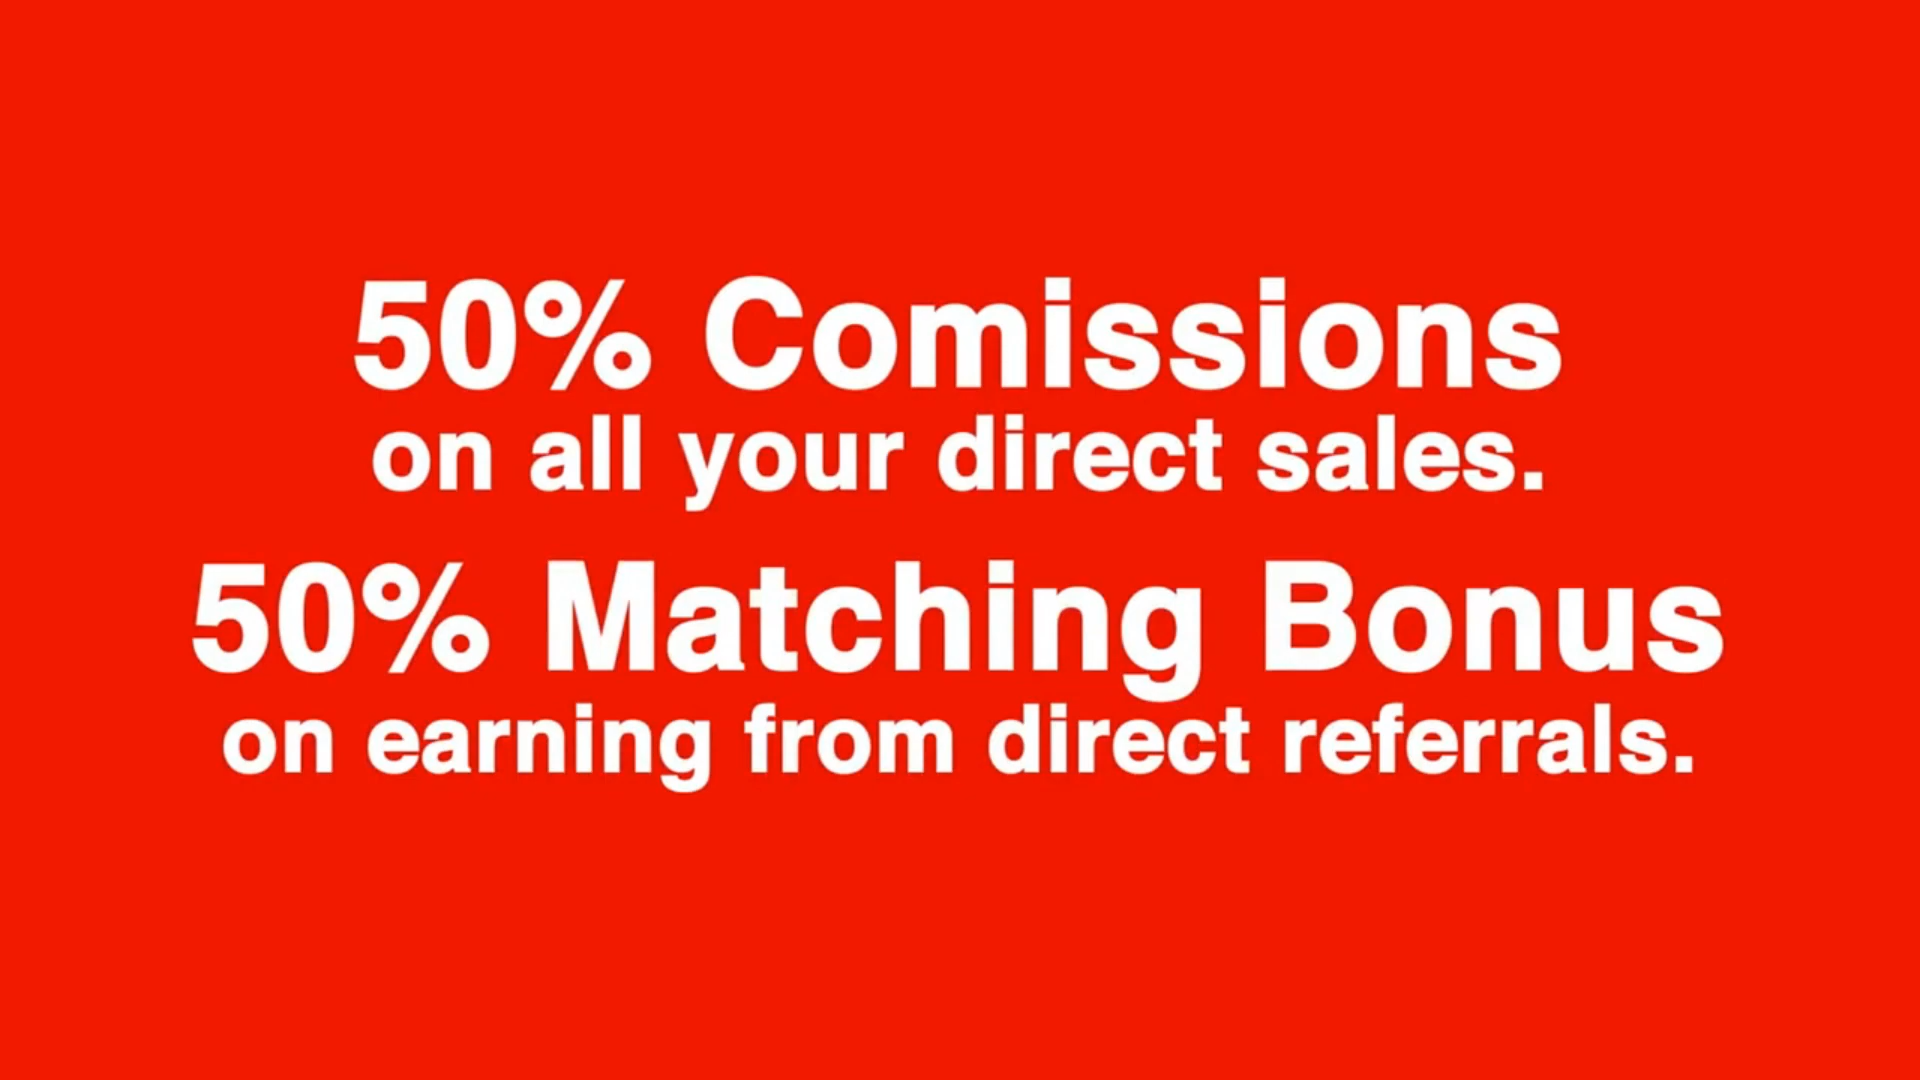 50% Comissions
on all your direct sales.
50% Matching Bonus
on earning from direct referrals.